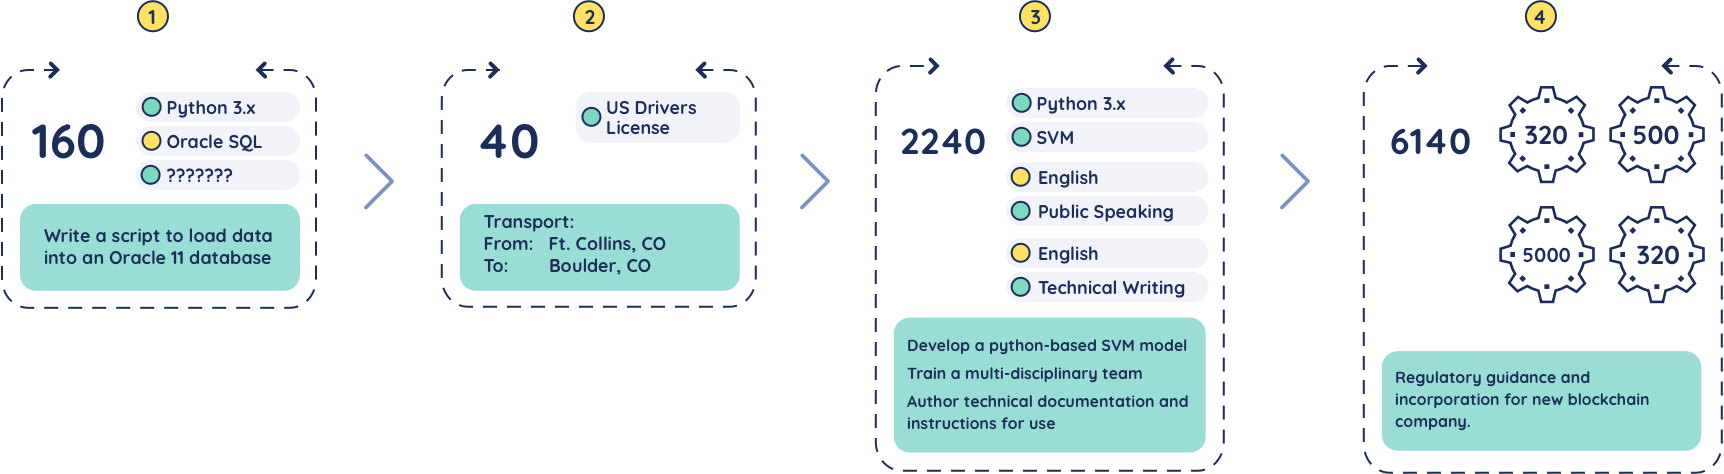 1
160
Python 3.x
Oracle SQL
???????
Write a script to load data
into an Oracle 11 database
2
40
US Drivers
License
Transport:
From: Ft. Collins, CO
To: Boulder, CO
3
2240
Python 3.x
SVM
English
Public Speaking
English
Technical Writing
Develop a python-based SVM model
Train a multi-disciplinary team
Author technical documentation and
instructions for use
4
6140
320
500
5000
320
Regulatory guidance and
incorporation for new blockchain
company.